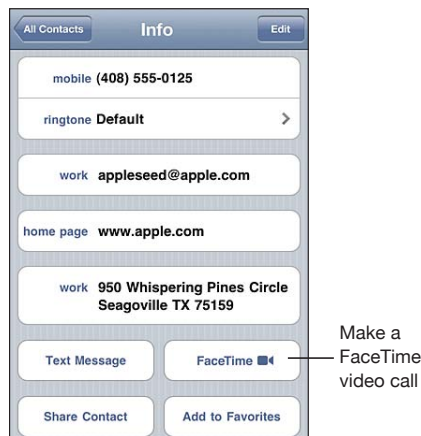 All Contacts Info Edit
mobile (408) 555-0125
ringtone Default
work appleseed@apple.com
home page www.apple.com
work 950 Whispering Pines Circle
Seagoville TX 75159
Text Message FaceTime
Share Contact Add to Favorites
Make a
FaceTime
video call